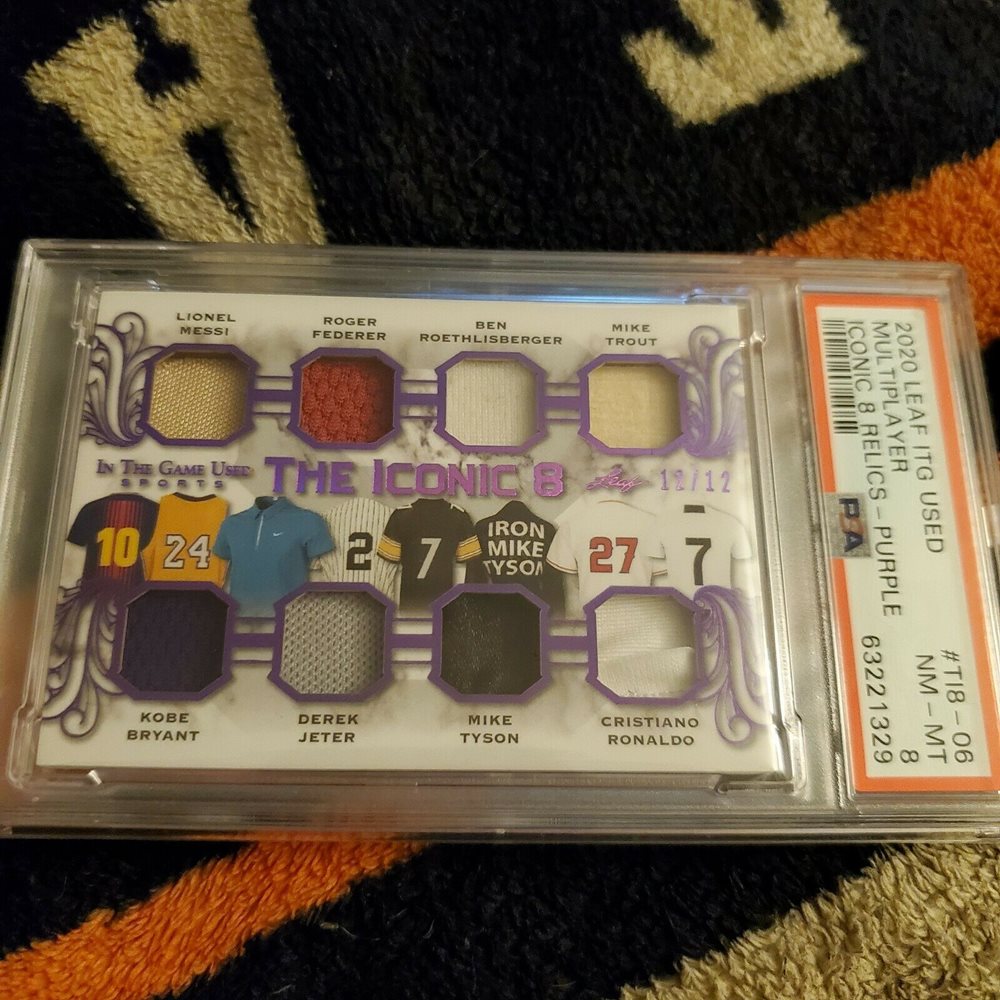 LIONEL
MESSI
ROGER
FEDERER
BEN
ROETHLISBERGER
MIKE
TROUT
IN THE GAME USED
SPORTS
THE ICONIC 8
Leaf
12/12
10
24
2
7
IRON
MIKE
TYSON
27
7
KOBE
BRYANT
DEREK
JETER
MIKE
TYSON
CRISTIANO
RONALDO
2020 LEAF ITG USED
MULTIPLAYER
ICONIC 8 RELICS - PURPLE
PSA
#TI8-06
NM - MT
8
63221329